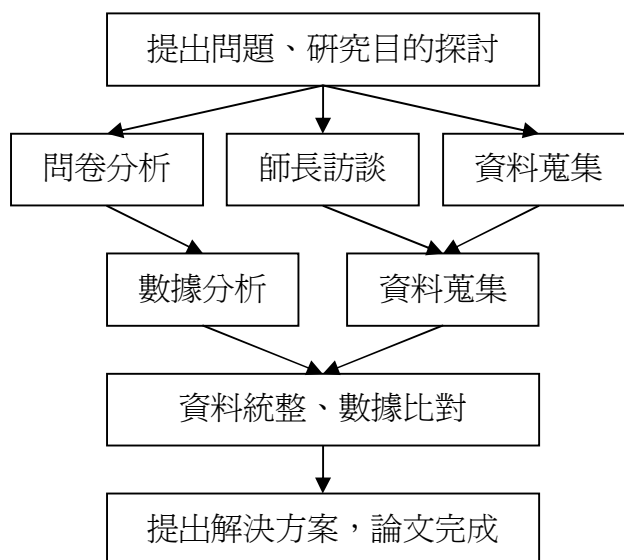 提出問題、研究目的探討
問卷分析
師長訪談
資料蒐集
數據分析
資料蒐集
資料統整、數據比對
提出解決方案，論文完成